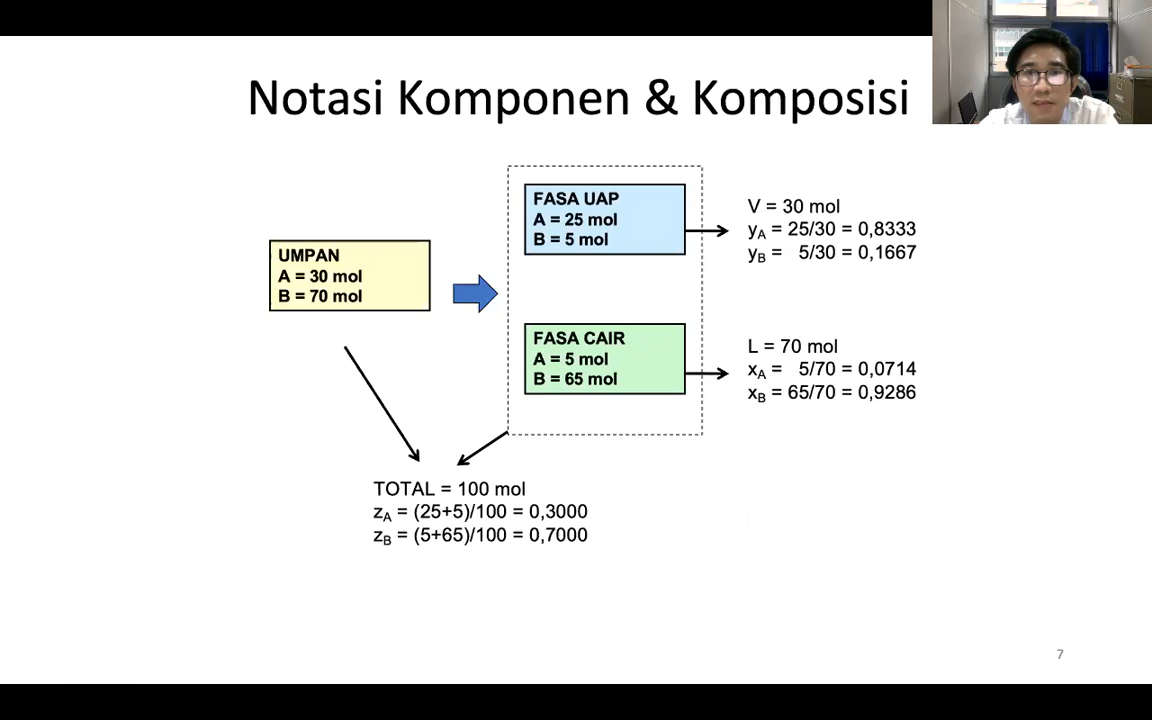 Notasi Komponen & Komposisi
UMPAN
A = 30 mol
B = 70 mol
FASA UAP
A = 25 mol
B = 5 mol
V = 30 mol
yA = 25/30 = 0,8333
yB = 5/30 = 0,1667
FASA CAIR
A = 5 mol
B = 65 mol
L = 70 mol
xA = 5/70 = 0,0714
xB = 65/70 = 0,9286
TOTAL = 100 mol
zA = (25+5)/100 = 0,3000
zB = (5+65)/100 = 0,7000
7